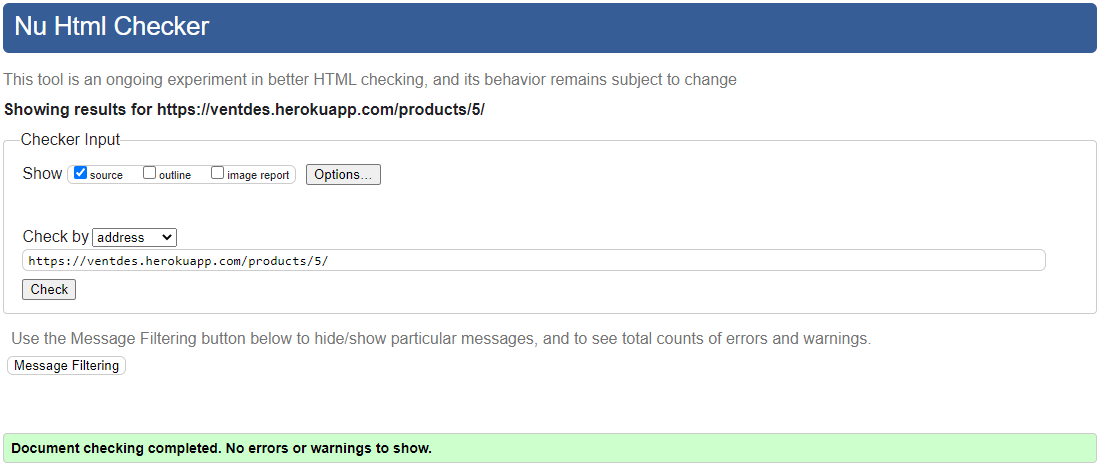 Nu Html Checker
This tool is an ongoing experiment in better HTML checking, and its behavior remains subject to change
Showing results for https://ventdes.herokuapp.com/products/5/
Checker Input
Show source outline image report Options...
Check by address
https://ventdes.herokuapp.com/products/5/
Check
Use the Message Filtering button below to hide/show particular messages, and to see total counts of errors and warnings.
Message Filtering
Document checking completed. No errors or warnings to show.